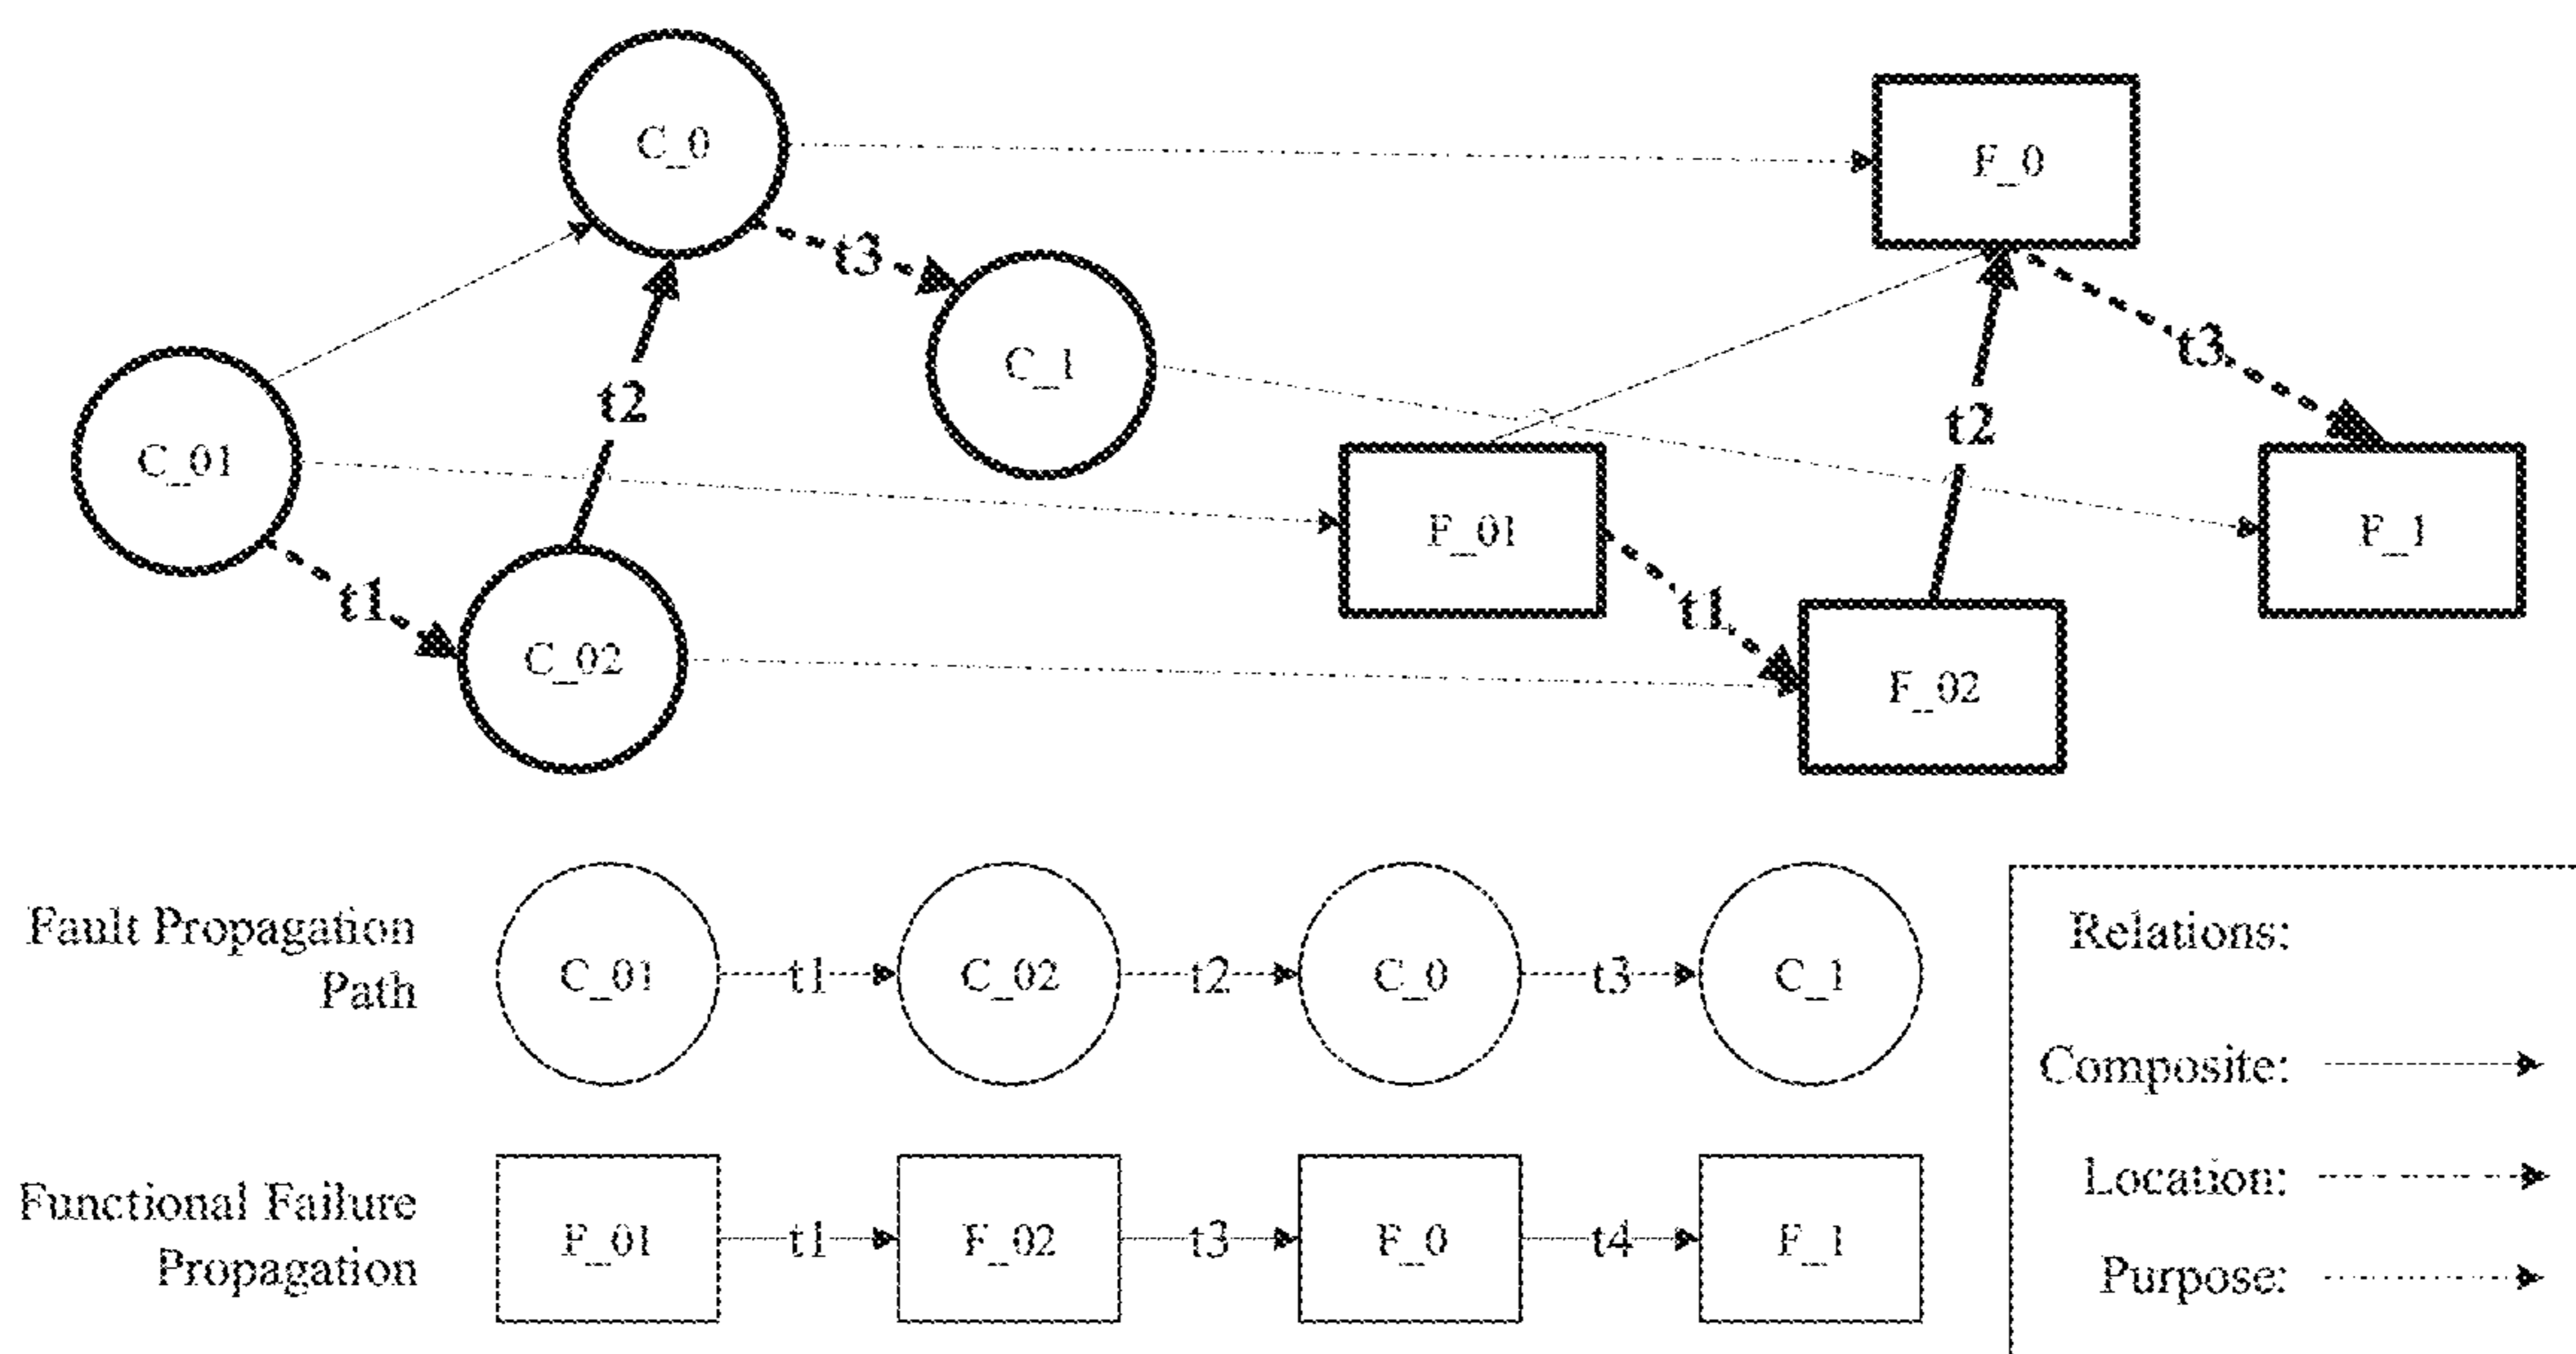 C_0
F_0
t3
C_1
t3
t2
t2
C_01
F_01
F_1
t1
t1
C_02
F_02
Fault Propagation
Path
C_01
t1
C_02
t2
C_0
t3
C_1
Functional Failure
Propagation
F_01
t1
F_02
t3
F_0
t4
F_1
Relations:
Composite:
Location:
Purpose: